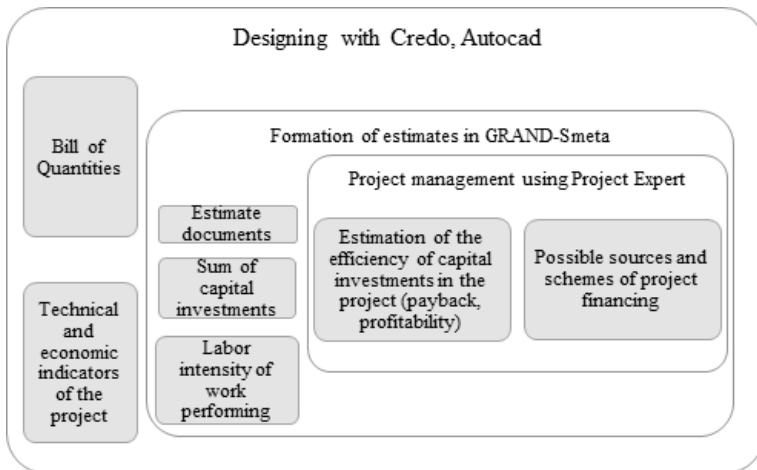 Designing with Credo, Autocad
Bill of
Quantities
Technical
and
economic
indicators
of the
project
Formation of estimates in GRAND-Smeta
Estimate
documents
Sum of
capital
investments
Labor
intensity of
work
performing
Project management using Project Expert
Estimation of the
efficiency of capital
investments in the
project (payback,
profitability)
Possible sources and
schemes of project
financing